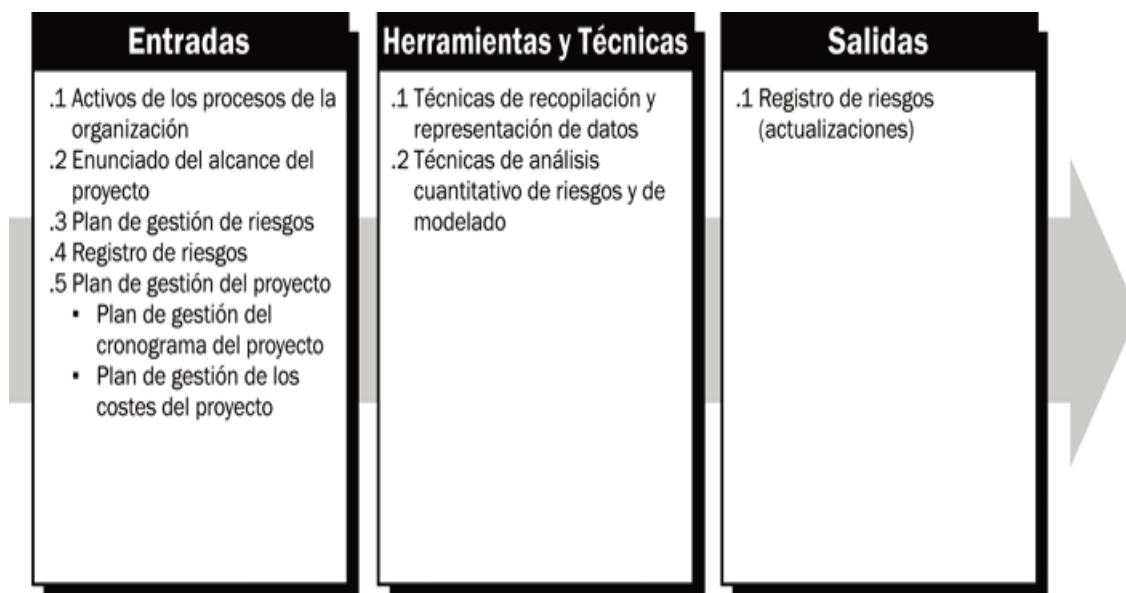 Entradas
.1 Activos de los procesos de la
organización
.2 Enunciado del alcance del
proyecto
.3 Plan de gestión de riesgos
.4 Registro de riesgos
.5 Plan de gestión del proyecto
▪ Plan de gestión del
cronograma del proyecto
▪ Plan de gestión de los
costes del proyecto
Herramientas y Técnicas
.1 Técnicas de recopilación y
representación de datos
.2 Técnicas de análisis
cuantitativo de riesgos y de
modelado
Salidas
.1 Registro de riesgos
(actualizaciones)